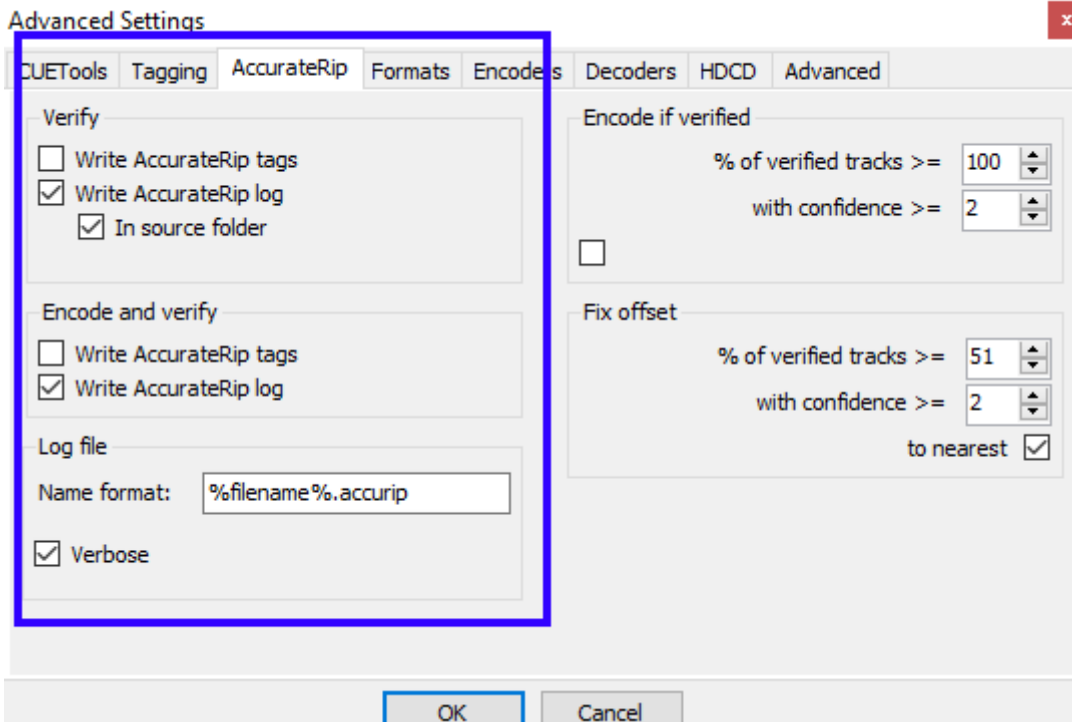 Advanced Settings
x
CUETools Tagging AccurateRip Formats Encoders Decoders HDCD Advanced
Verify
Write AccurateRip tags
Write AccurateRip log
In source folder
Encode and verify
Write AccurateRip tags
Write AccurateRip log
Log file
Name format: %filename%.accurip
Verbose
Encode if verified
% of verified tracks >= 100
with confidence >= 2
Fix offset
% of verified tracks >= 51
with confidence >= 2
to nearest
OK Cancel